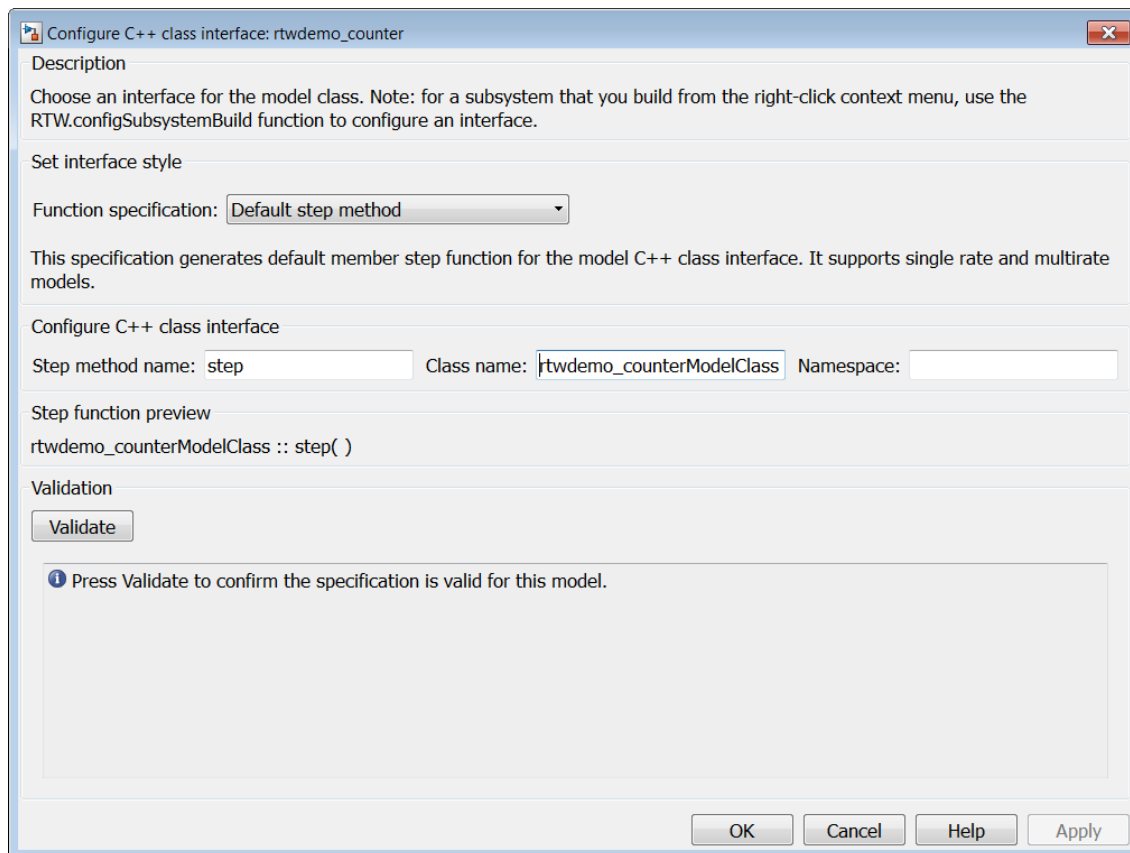 Configure C++ class interface: rtwdemo_counter
Description
Choose an interface for the model class. Note: for a subsystem that you build from the right-click context menu, use the
RTW.configSubsystemBuild function to configure an interface.
Set interface style
Function specification: Default step method
This specification generates default member step function for the model C++ class interface. It supports single rate and multirate
models.
Configure C++ class interface
Step method name: step Class name: rtwdemo_counterModelClass Namespace:
Step function preview
rtwdemo_counterModelClass :: step( )
Validation
Validate
Press Validate to confirm the specification is valid for this model.
OK Cancel Help Apply